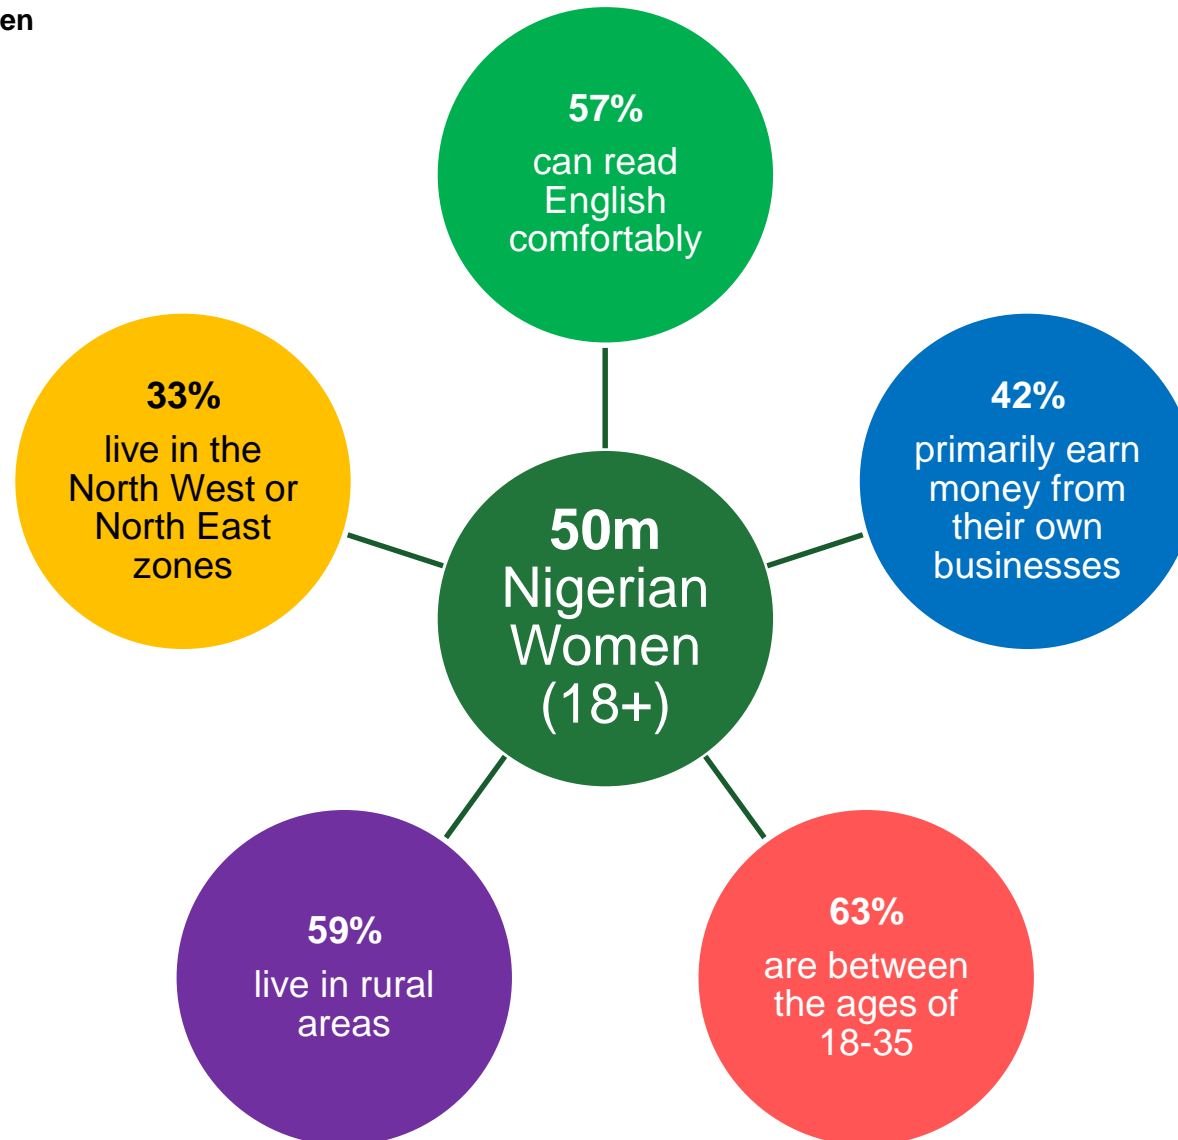 en
57%
can read
English
comfortably
33%
live in the
North West or
North East
zones
42%
primarily earn
money from
their own
businesses
50m
Nigerian
Women
(18+)
59%
live in rural
areas
63%
are between
the ages of
18-35